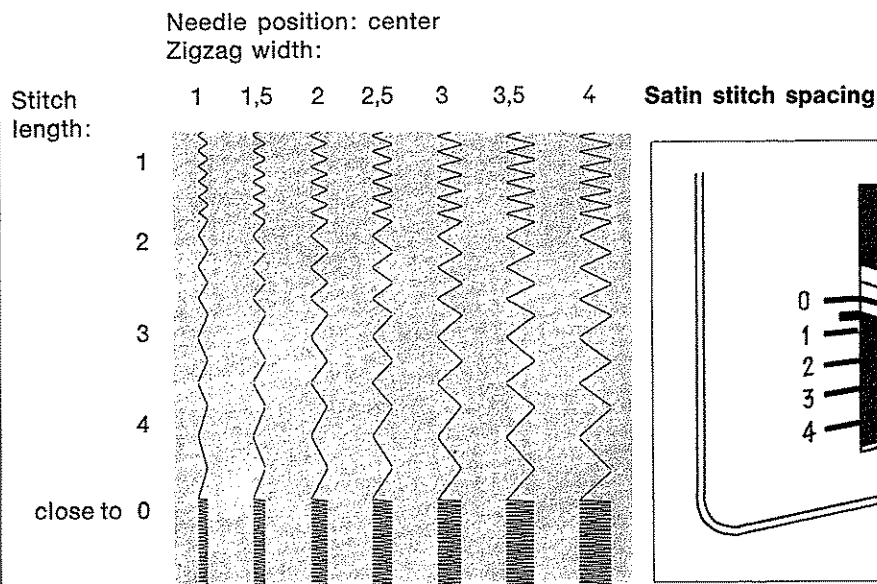 Needle position: center
Zigzag width:
Stitch length:
1 1,5 2 2,5 3 3,5 4
1
2
3
4
close to 0
Satin stitch spacing
0
1
2
3
4